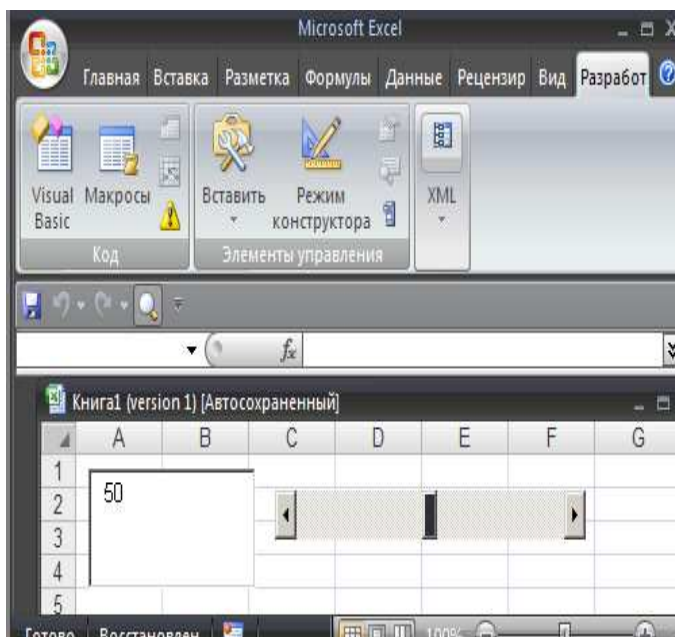 Microsoft Excel
Главная Вставка Разметка Формулы Данные Рецензир Вид Разработ
Visual Basic
Макросы
Вставить
Режим конструктора
XML
Код
Элементы управления
fx
Книга1 (version 1) [Автосохраненный]
A B C D E F G
1
50
2
3
4
5
Готово Восстановлен 100%